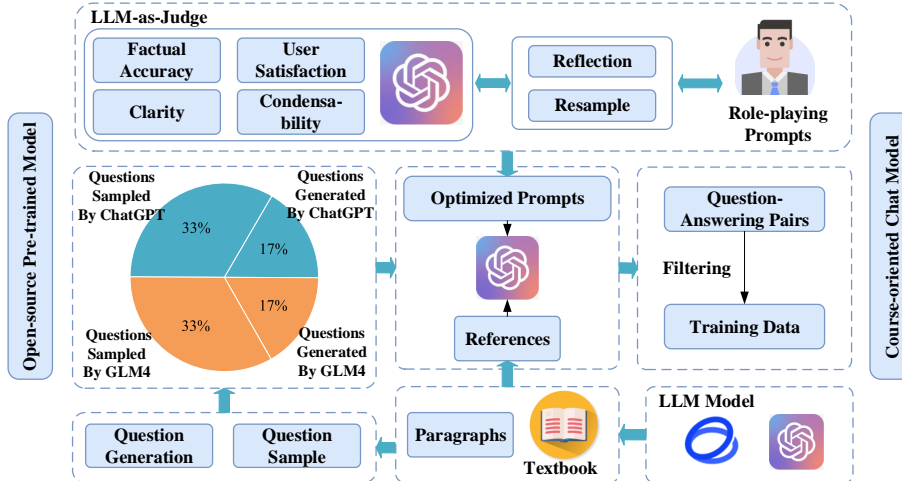 LLM-as-Judge
Factual
Accuracy
User
Satisfaction
Clarity
Condensa-
bility
Reflection
Resample
Role-playing
Prompts
Open-source Pre-trained Model
Questions
Sampled
By ChatGPT
Questions
Generated
By ChatGPT
33%
17%
33%
17%
Questions
Sampled
By GLM4
Questions
Generated
By GLM4
Optimized Prompts
References
Question-
Answering Pairs
Filtering
Training Data
Course-oriented Chat Model
Question
Generation
Question
Sample
Paragraphs
Textbook
LLM Model